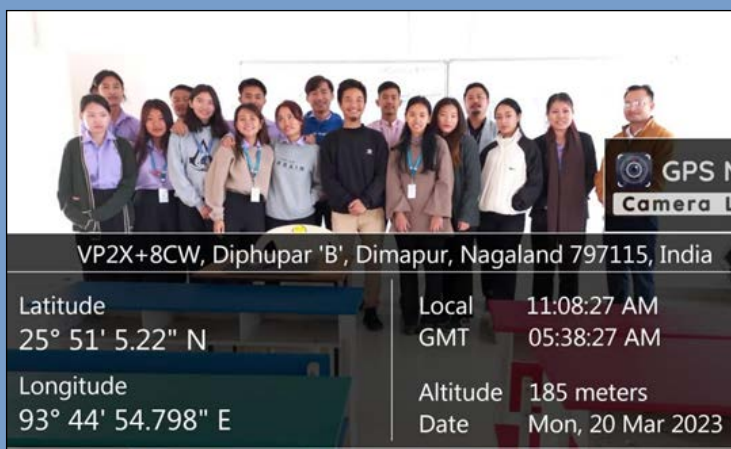 GPS M
Camera L
VP2X+8CW, Diphupar 'B', Dimapur, Nagaland 797115, India
Latitude
25° 51' 5.22" N
Longitude
93° 44' 54.798" E
Local 11:08:27 AM
GMT 05:38:27 AM
Altitude 185 meters
Date Mon, 20 Mar 2023